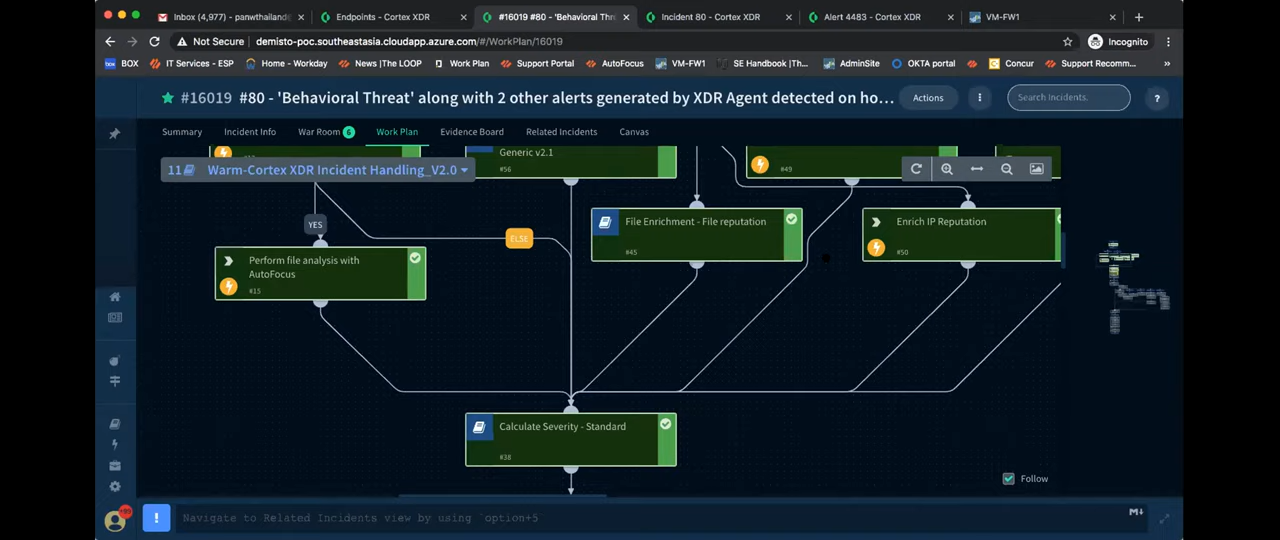 Inbox (4,977) - panwthailand
Endpoints - Cortex XDR
#16019 #80 - 'Behavioral Thr
Incident 80 - Cortex XDR
Alert 4483 - Cortex XDR
VM-FW1
Not Secure
demisto-poc.southeastasia.cloudapp.azure.com/#/WorkPlan/16019
Incognito
BOX
IT Services - ESP
Home - Workday
News |The LOOP
Work Plan
Support Portal
AutoFocus
VM-FW1
SE Handbook |Th...
AdminSite
OKTA portal
Concur
Support Recomm...
#16019 #80 - 'Behavioral Threat' along with 2 other alerts generated by XDR Agent detected on ho...
Actions
Search Incidents.
?
Summary
Incident Info
War Room 6
Work Plan
Evidence Board
Related Incidents
Canvas
Generic v2.1
#56
#49
11 Warm-Cortex XDR Incident Handling_V2.0
YES
ELSE
File Enrichment - File reputation
#45
Enrich IP Reputation
#50
Perform file analysis with
AutoFocus
#15
Calculate Severity - Standard
#38
Follow
! Navigate to Related Incidents view by using `option+5
M